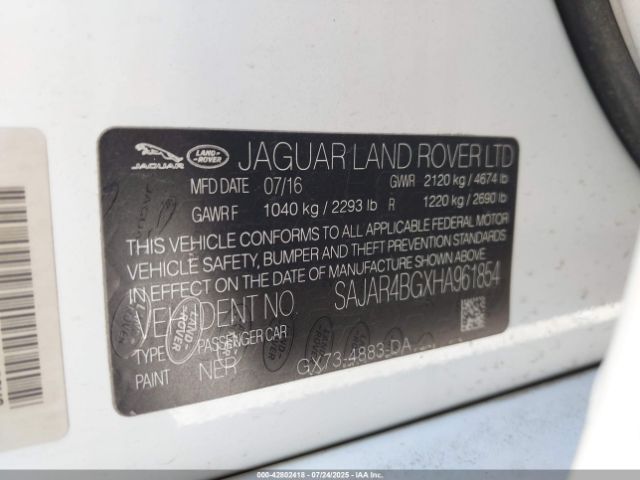 JAGUAR LAND-ROVER JAGUAR LAND ROVER LTD
MFD DATE 07/16 GWR 2120 kg / 4674 lb
GAWR F 1040 kg / 2293 lb R 1220 kg / 2690 lb
THIS VEHICLE CONFORMS TO ALL APPLICABLE FEDERAL MOTOR
VEHICLE SAFETY, BUMPER AND THEFT PREVENTION STANDARDS
IN EFFECT ON THE DATE OF MANUFACTURE SHOWN ABOVE.
VEH IDENT NO. SAJAR4BGXHA961854
TYPE PASSENGER CAR
PAINT NER GX73-4883-DA
000-42802418 - 07/24/2025 - IAAI Vehicle Location